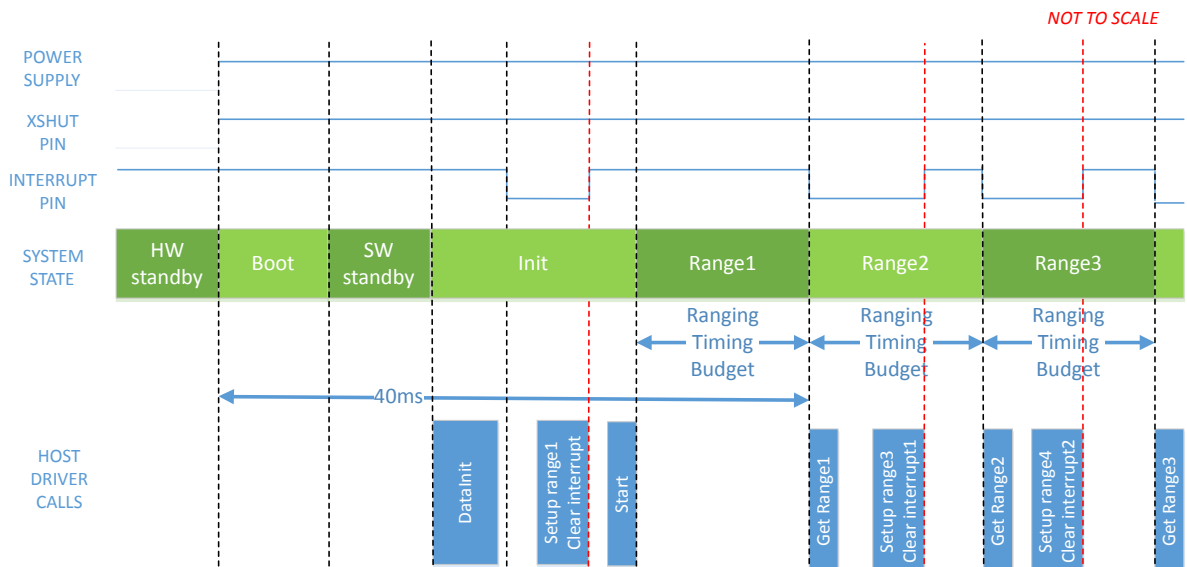 NOT TO SCALE
POWER
SUPPLY
XSHUT
PIN
INTERRUPT
PIN
SYSTEM
STATE
HW
standby
Boot
SW
standby
Init
Range1
Range2
Range3
Ranging
Timing
Budget
Ranging
Timing
Budget
Ranging
Timing
Budget
40ms
HOST
DRIVER
CALLS
DataInit
Setup range1
Clear interrupt
Start
Get Range1
Setup range3
Clear interrupt1
Get Range2
Setup range4
Clear interrupt2
Get Range3